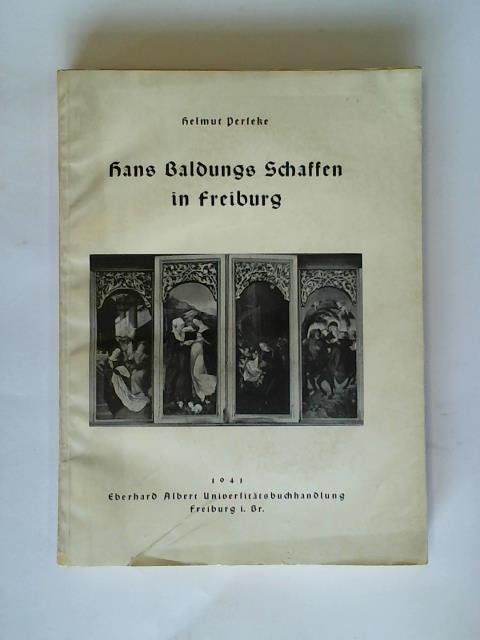 Helmut Perseke
Hans Baldungs Schaffen
in Freiburg
1941
Eberhard Albert Universitätsbuchhandlung
Freiburg i. Br.